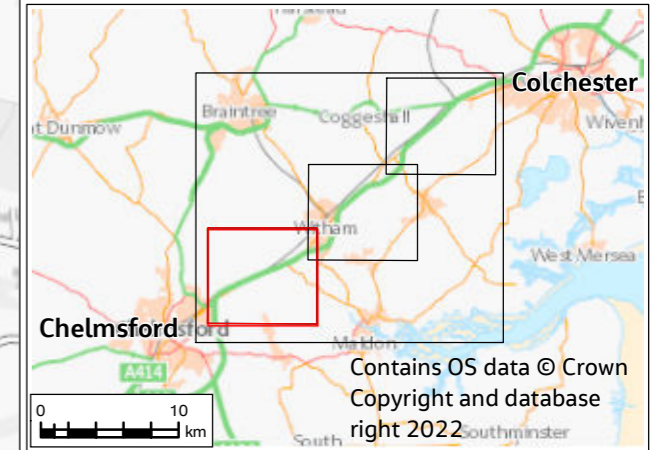 Colchester
Braintree
Coggeshall
t Dunmow
Wivenh
Witham
West Mersea
Chelmsford
sford
Maldon
A414
Contains OS data © Crown
Copyright and database
right 2022
0 10
km
South
Southminster